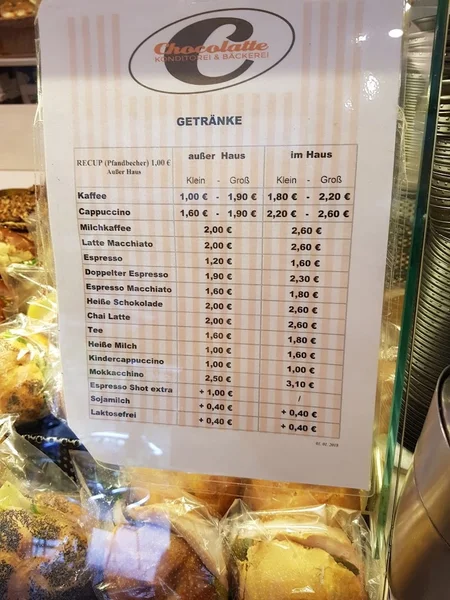 Chocolatte
KONDITOREI & BÄCKEREI
GETRÄNKE
RECUP (Pfandbecher) 1,00 € außer Haus im Haus
Außer Haus
Klein - Groß Klein - Groß
Kaffee 1,00 € - 1,90 € 1,80 € - 2,20 €
Cappuccino 1,60 € - 1,90 € 2,20 € - 2,60 €
Milchkaffee 2,00 € 2,60 €
Latte Macchiato 2,00 € 2,60 €
Espresso 1,20 € 1,60 €
Doppelter Espresso 1,90 € 2,30 €
Espresso Macchiato 1,60 € 1,80 €
Heiße Schokolade 2,00 € 2,60 €
Chai Latte 2,00 € 2,60 €
Tee 1,60 € 1,80 €
Heiße Milch 1,00 € 1,60 €
Kindercappuccino 1,00 € 1,00 €
Mokkacchino 2,50 € 3,10 €
Espresso Shot extra + 1,00 € /
Sojamilch + 0,40 € + 0,40 €
Laktosefrei + 0,40 € + 0,40 €